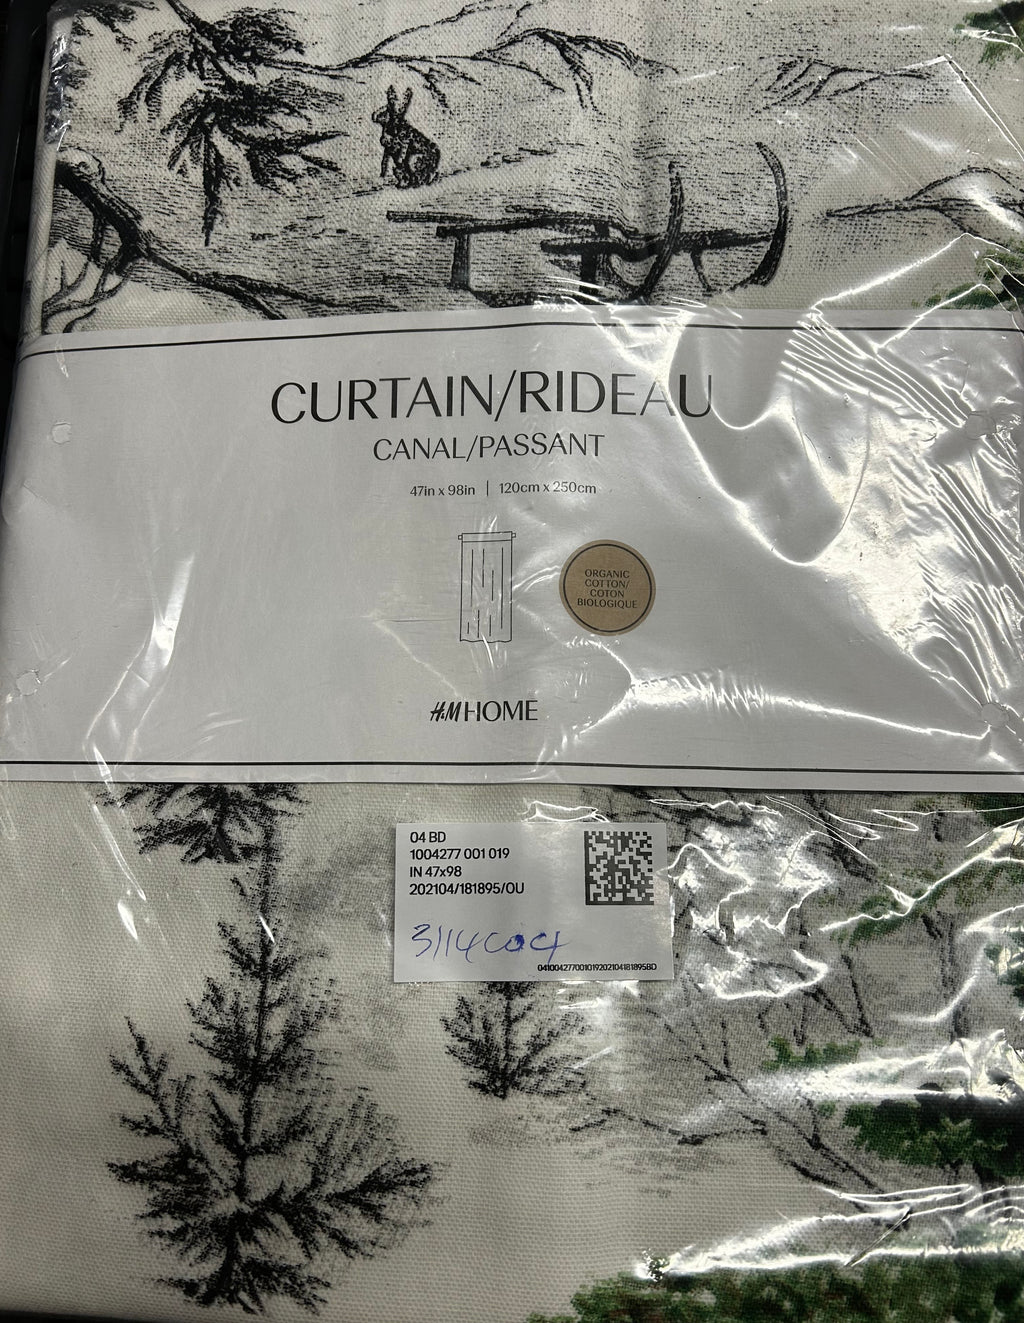 CURTAIN/RIDEAU
CANAL/PASSANT
47in x 98in | 120cm x 250cm
ORGANIC
COTTON/
COTON
BIOLOGIQUE
H&M HOME
04 BD
1004277 001 019
IN 47x98
202104/181895/OU
041004277001019202104181895BD